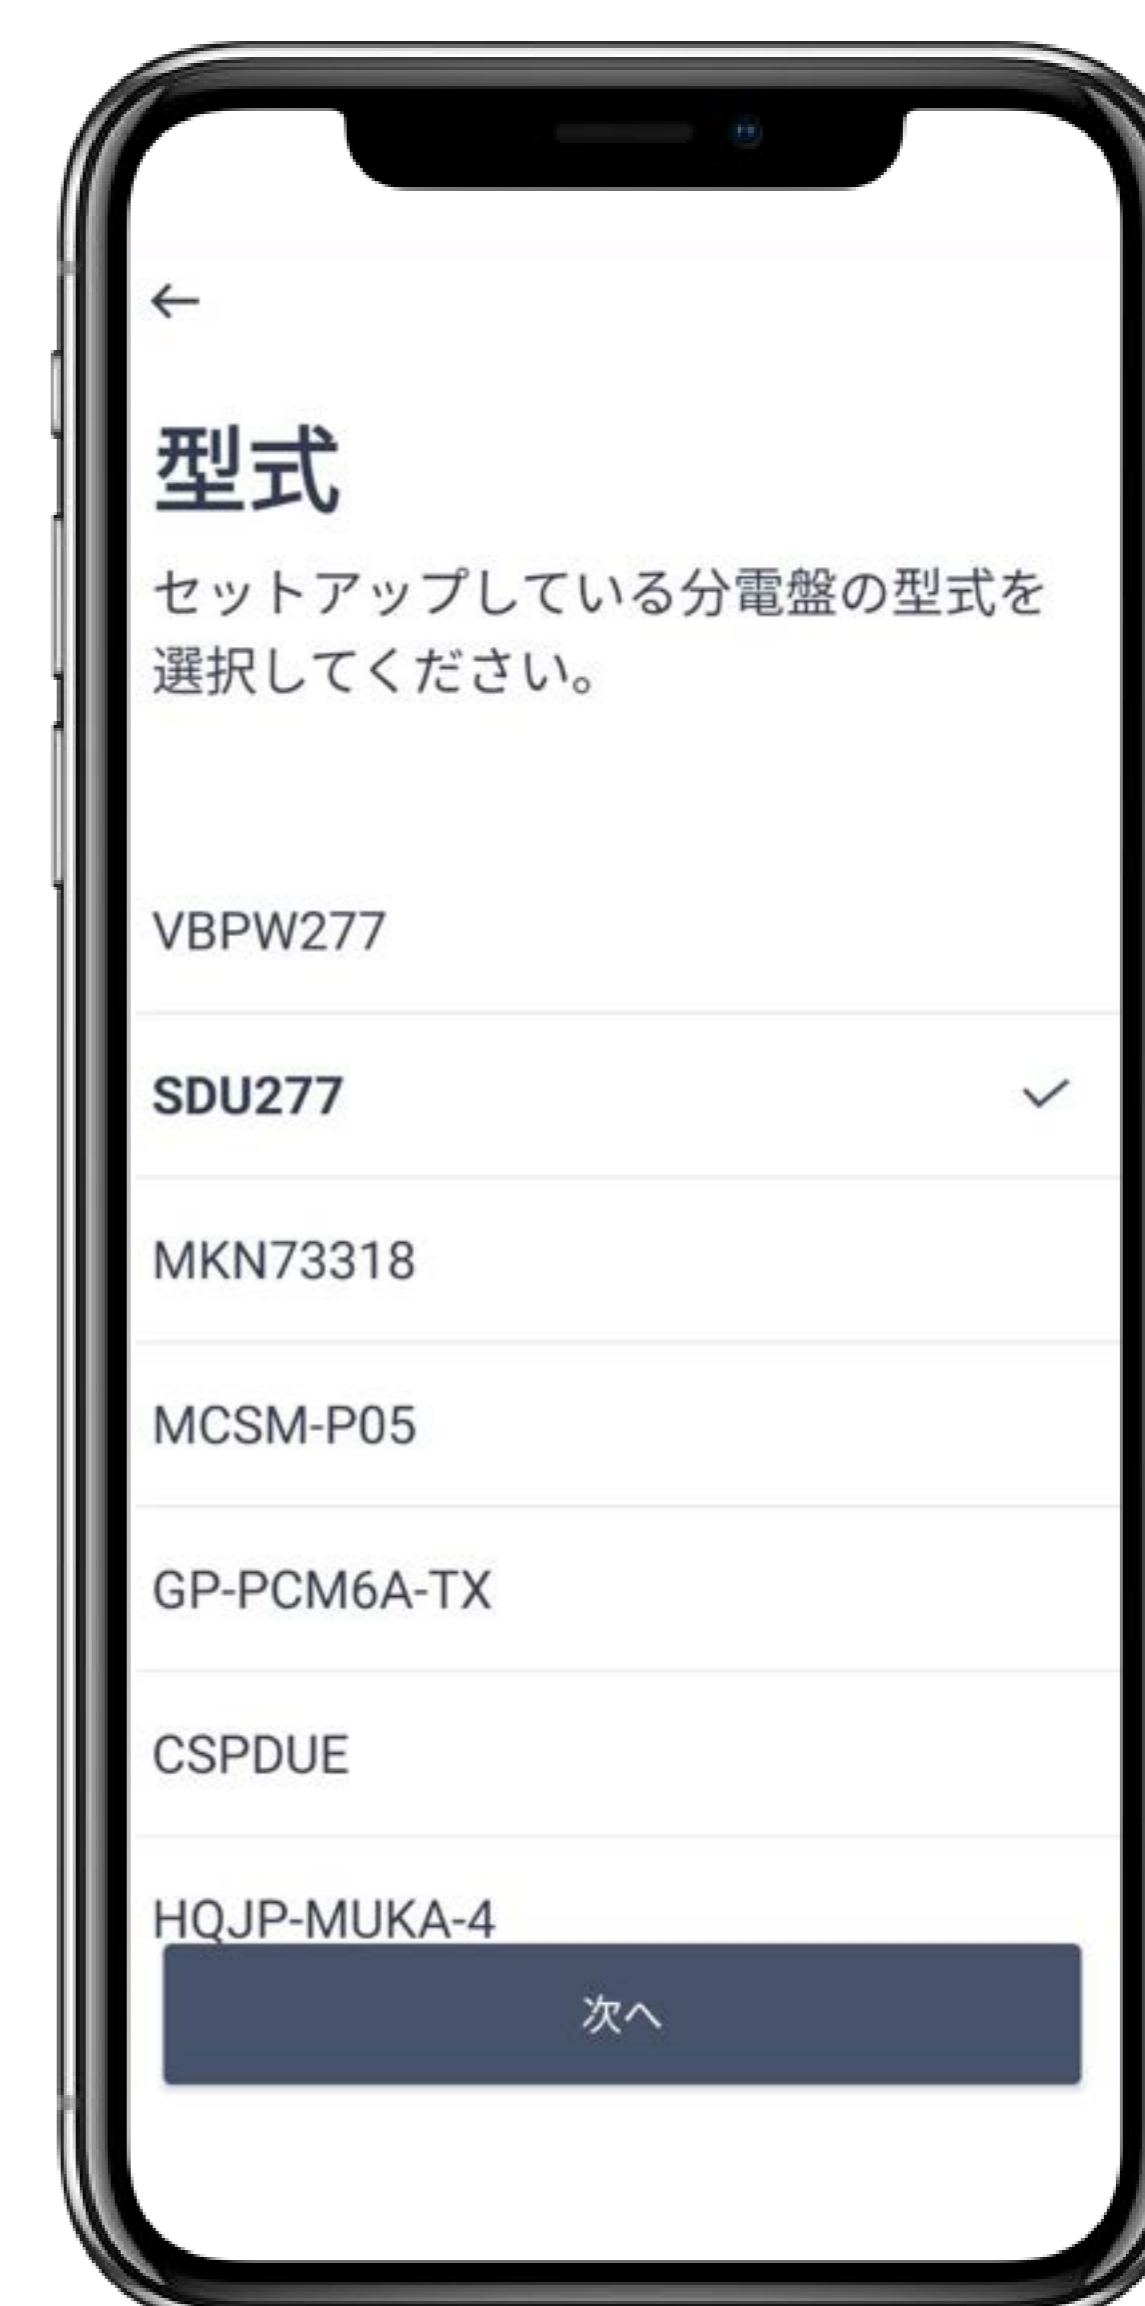 型式
セットアップしている分電盤の型式を
選択してください。
VBPW277
SDU277
MKN73318
MCSM-P05
GP-PCM6A-TX
CSPDUE
HQJP-MUKA-4
次へ